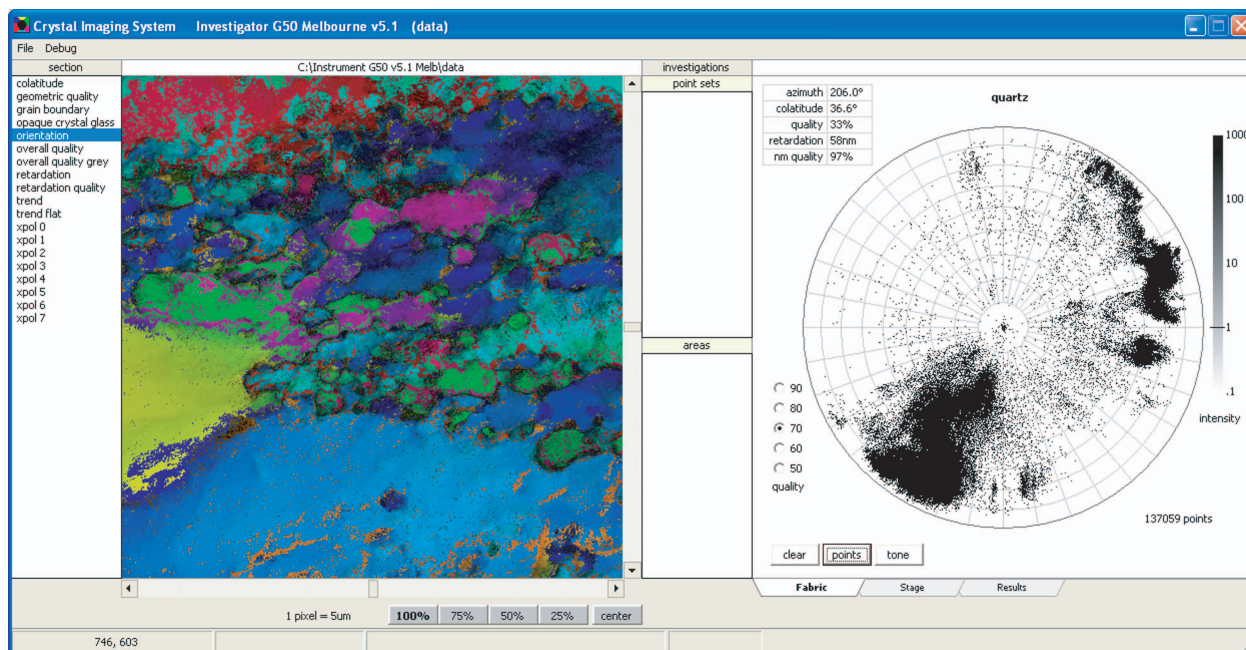 Crystal Imaging System Investigator G50 Melbourne v5.1 (data)
File Debug
section
C:\Instrument G50 v5.1 Melb\data
investigations
colatitude
geometric quality
grain boundary
opaque crystal glass
orientation
overall quality
overall quality grey
retardation
retardation quality
trend
trend flat
xpol 0
xpol 1
xpol 2
xpol 3
xpol 4
xpol 5
xpol 6
xpol 7
point sets
areas
azimuth 206.0°
colatitude 36.6°
quality 33%
retardation 58nm
nm quality 97%
quartz
1000
100
10
1
.1
intensity
90
80
70
60
50
quality
137059 points
clear points tone
Fabric Stage Results
1 pixel = 5um 100% 75% 50% 25% center
746, 603